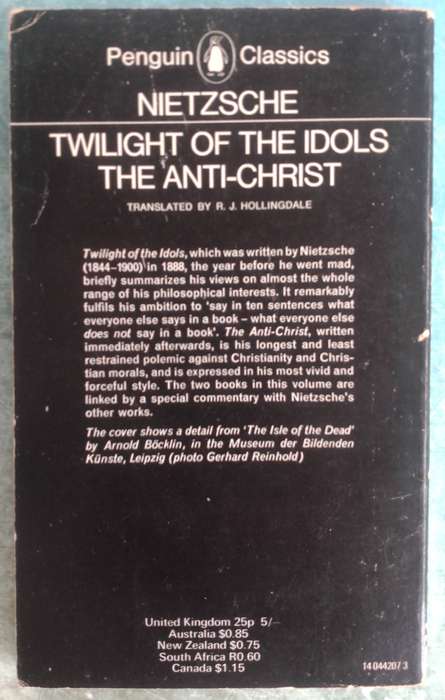 Penguin Classics
NIETZSCHE
TWILIGHT OF THE IDOLS
THE ANTI-CHRIST
TRANSLATED BY R. J. HOLLINGDALE
Twilight of the Idols, which was written by Nietzsche
(1844–1900) in 1888, the year before he went mad,
briefly summarizes his views on almost the whole
range of his philosophical interests. It remarkably
fulfils his ambition to 'say in ten sentences what
everyone else says in a book – what everyone else
does not say in a book'. The Anti-Christ, written
immediately afterwards, is his longest and least
restrained polemic against Christianity and Chris-
tian morals, and is expressed in his most vivid and
forceful style. The two books in this volume are
linked by a special commentary with Nietzsche's
other works.
The cover shows a detail from 'The Isle of the Dead'
by Arnold Böcklin, in the Museum der Bildenden
Künste, Leipzig (photo Gerhard Reinhold)
United Kingdom 25p 5/–
Australia $0.85
New Zealand $0.75
South Africa R0.60
Canada $1.15
14 044207 3